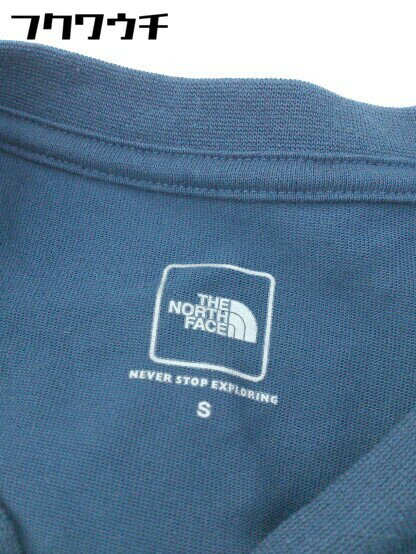 フクワウチ
THE
NORTH
FACE
NEVER STOP EXPLORING
S